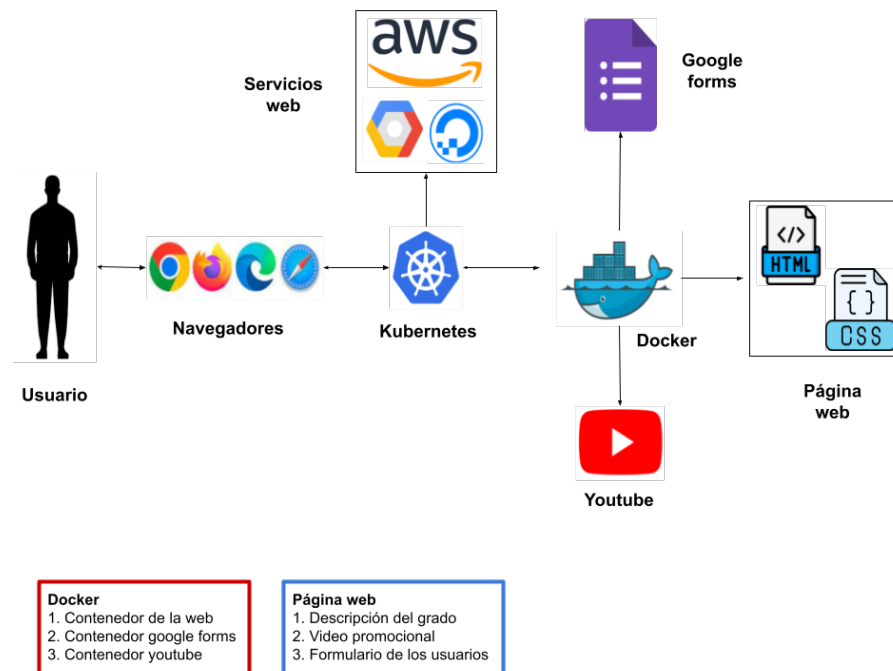 aws
Servicios
web
Google
forms
</>
HTML
{ }
CSS
Navegadores
Kubernetes
Docker
Usuario
Página
web
Youtube
Docker
1. Contenedor de la web
2. Contenedor google forms
3. Contenedor youtube
Página web
1. Descripción del grado
2. Video promocional
3. Formulario de los usuarios